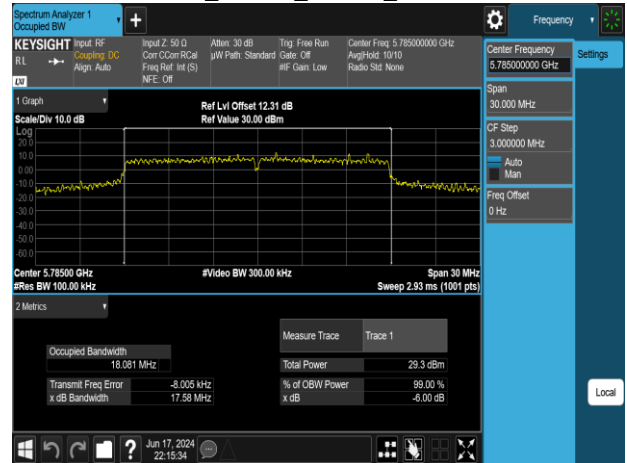 Spectrum Analyzer 1
Occupied BW
Frequency
KEYSIGHT
RL
LXI
Input: RF
Coupling: DC
Align: Auto
Input Z: 50 Ω
Corr CCorr RCal
Freq Ref: Int (S)
NFE: Off
Atten: 30 dB
µW Path: Standard
Trig: Free Run
Gate: Off
#IF Gain: Low
Center Freq: 5.785000000 GHz
Avg|Hold: 10/10
Radio Std: None
Center Frequency
5.785000000 GHz
Settings
Span
30.000 MHz
CF Step
3.000000 MHz
Auto
Man
Freq Offset
0 Hz
1 Graph
Scale/Div 10.0 dB
Ref Lvl Offset 12.31 dB
Ref Value 30.00 dBm
Log
20.0
10.0
0.00
-10.0
-20.0
-30.0
-40.0
-50.0
-60.0
Center 5.78500 GHz
#Video BW 300.00 kHz
Span 30 MHz
#Res BW 100.00 kHz
Sweep 2.93 ms (1001 pts)
2 Metrics
Measure Trace Trace 1
Occupied Bandwidth
18.081 MHz
Total Power 29.3 dBm
Transmit Freq Error -8.005 kHz
% of OBW Power 99.00 %
x dB Bandwidth 17.58 MHz
x dB -6.00 dB
Local
?
Jun 17, 2024
22:15:34